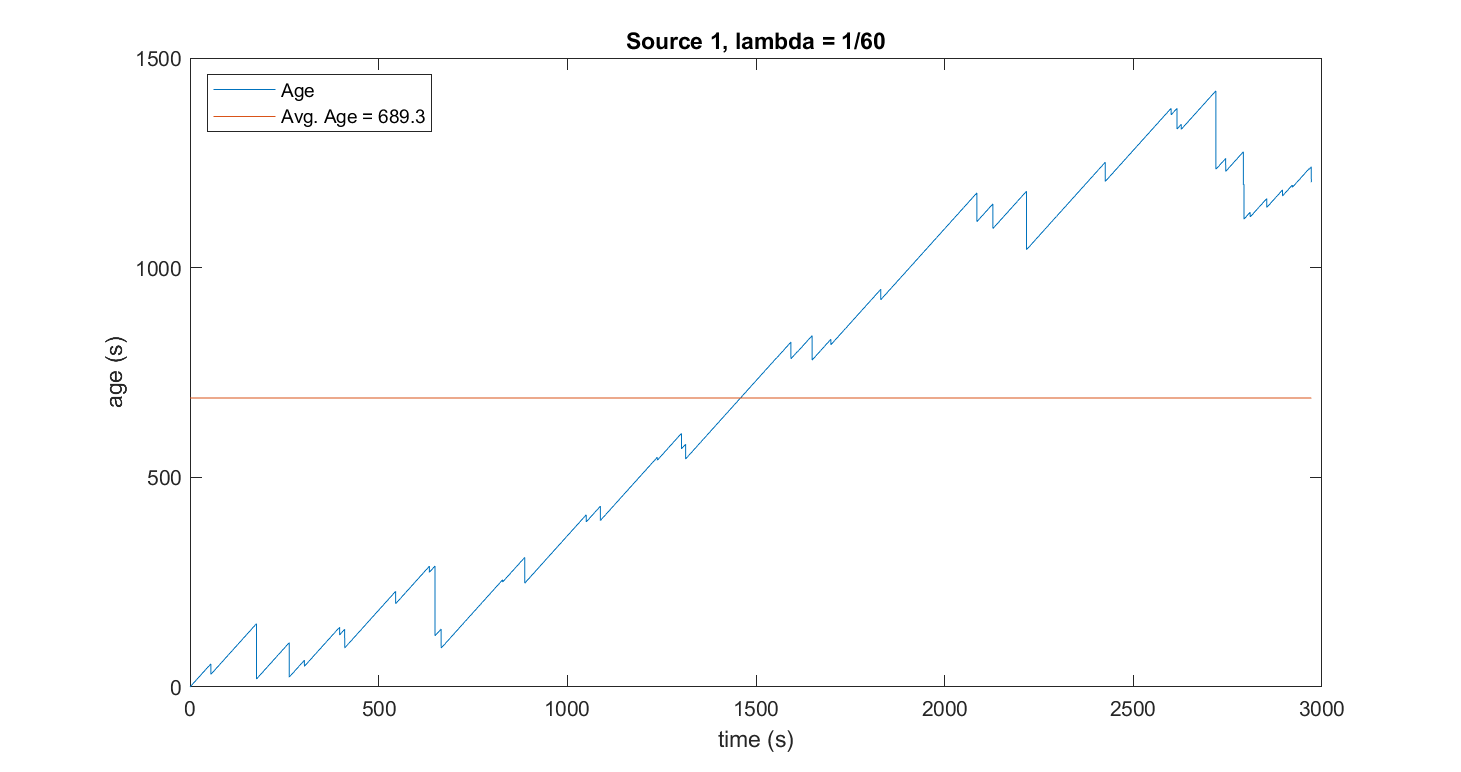 Source 1, lambda = 1/60
1500
1000
500
0
age (s)
Age
Avg. Age = 689.3
0 500 1000 1500 2000 2500 3000
time (s)